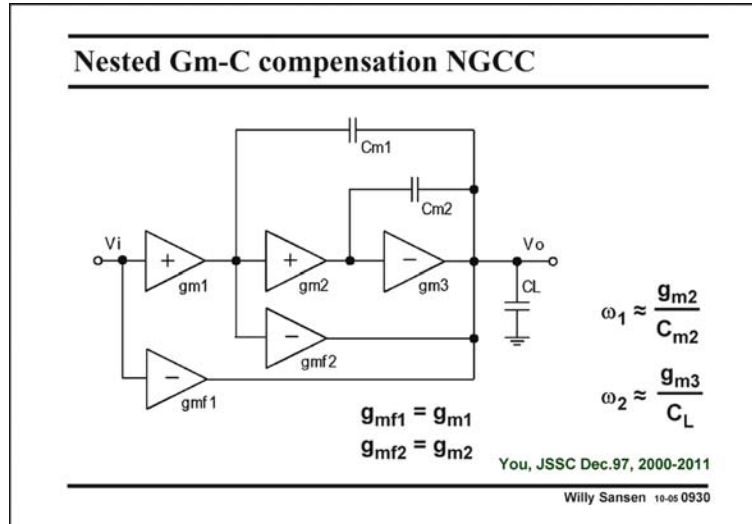 Nested Gm-C compensation NGCC
Cm1
Cm2
Vi
+
gm1
+
gm2
−
gm3
Vo
CL
−
gmf2
−
gmf1
ω1 ≈ gm2
Cm2
ω2 ≈ gm3
CL
gmf1 = gm1
gmf2 = gm2
You, JSSC Dec.97, 2000-2011
Willy Sansen 10-05 0930